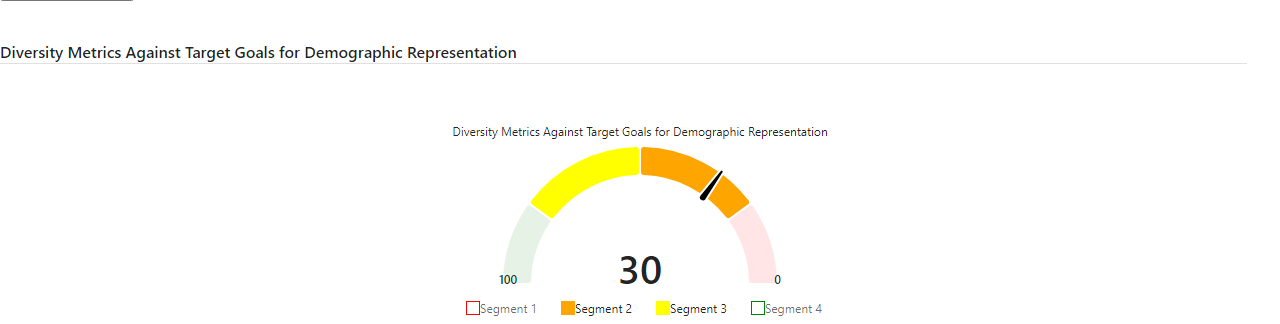 Diversity Metrics Against Target Goals for Demographic Representation
Diversity Metrics Against Target Goals for Demographic Representation
30
100
0
Segment 1
Segment 2
Segment 3
Segment 4